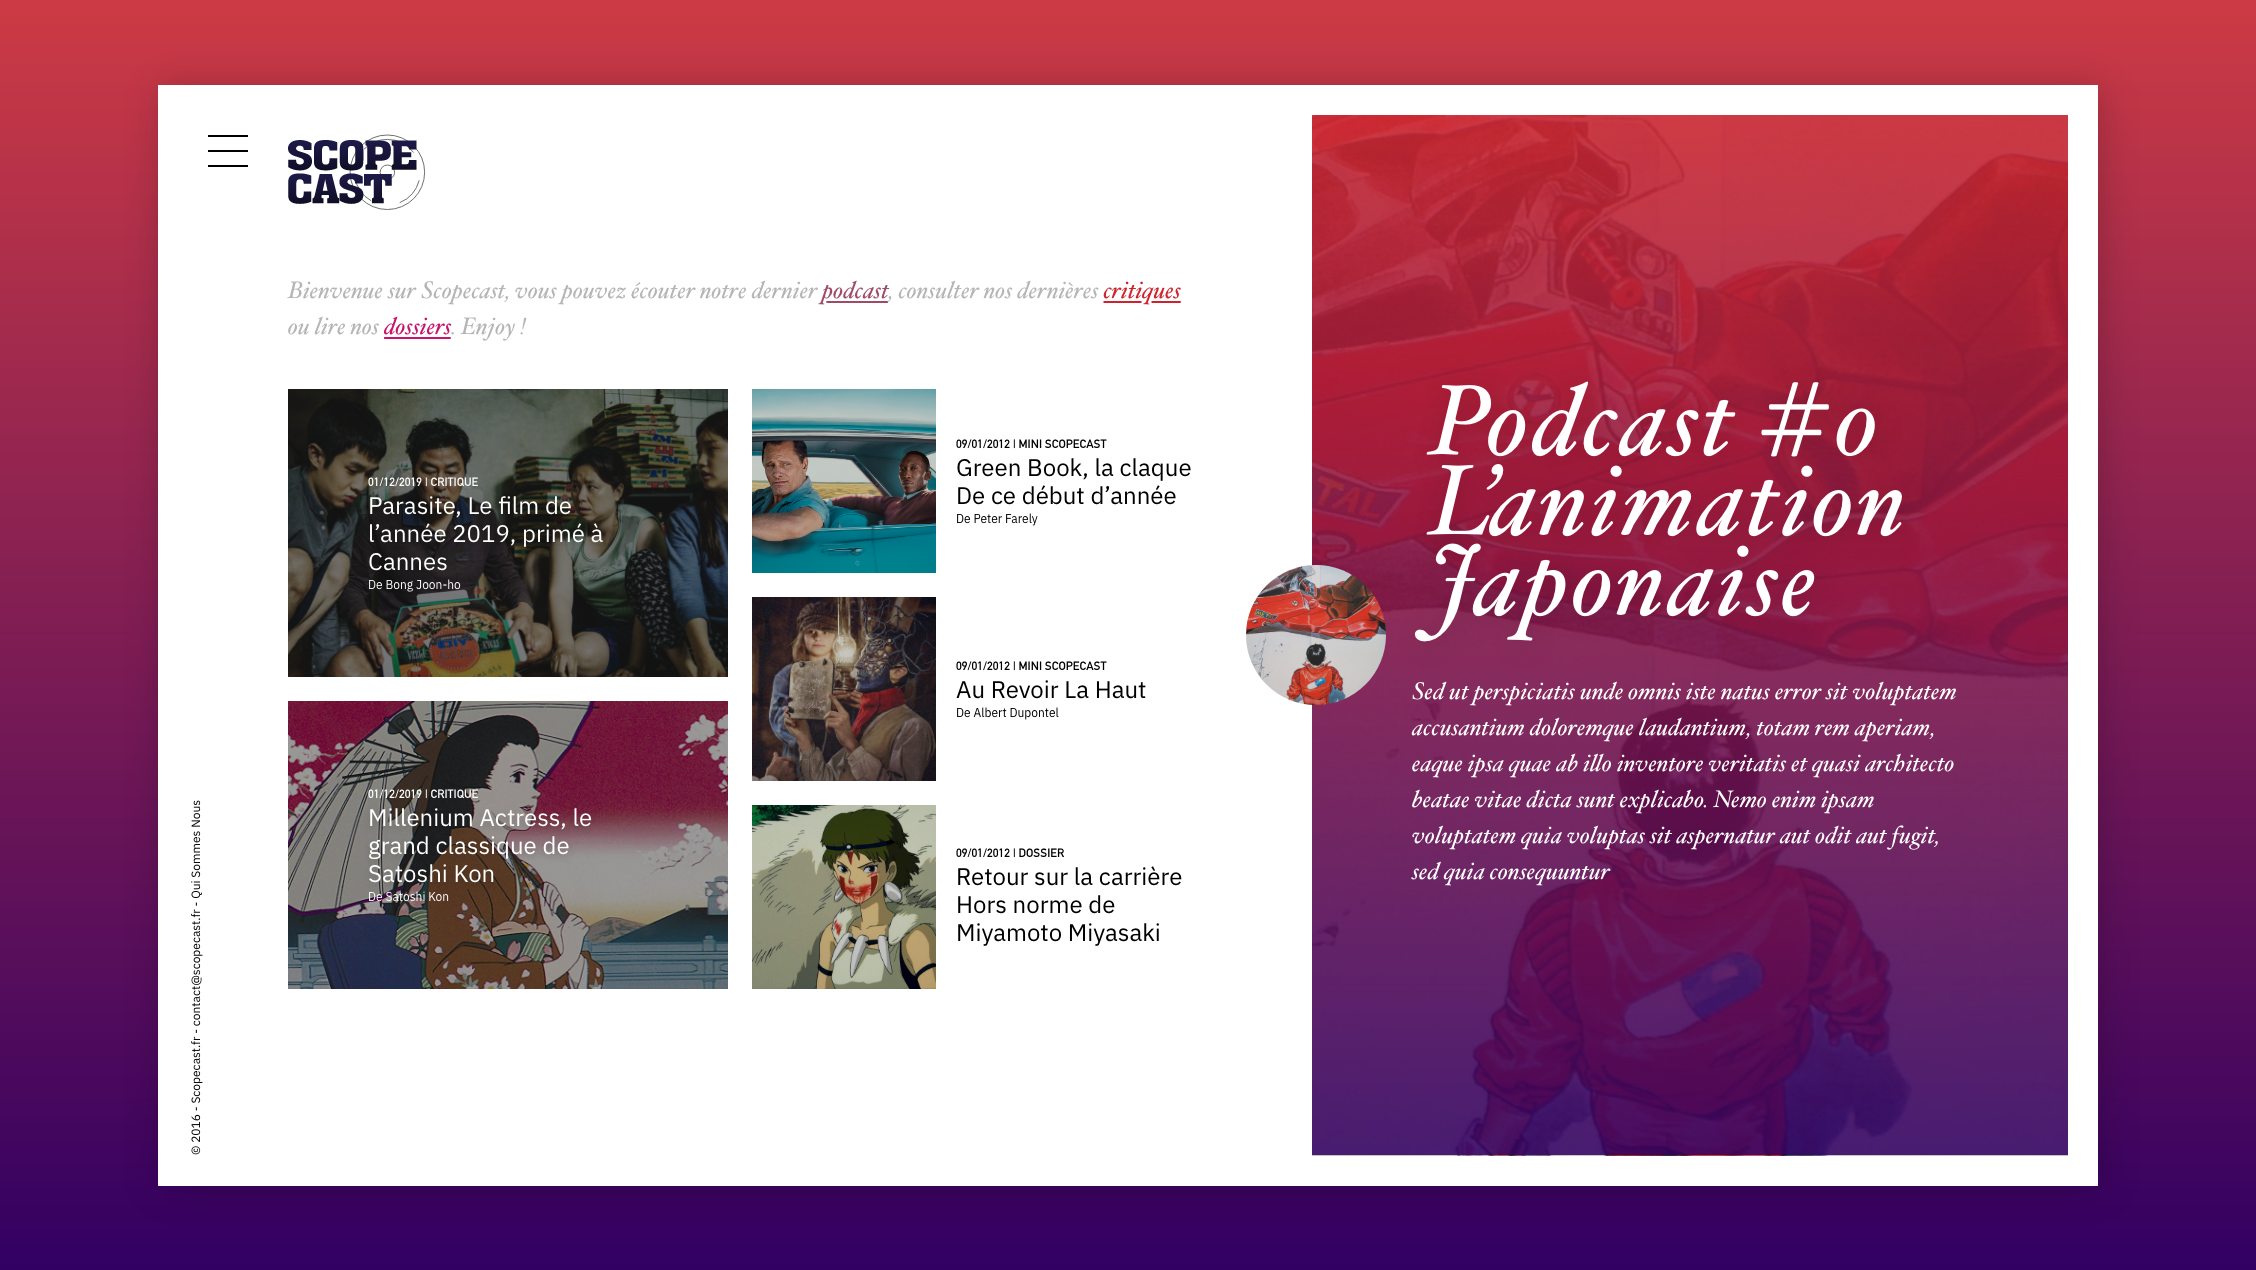 SCOPE
CAST
Bienvenue sur Scopecast, vous pouvez écouter notre dernier podcast, consulter nos dernières critiques
ou lire nos dossiers. Enjoy !
01/12/2019 | CRITIQUE
Parasite, Le film de
l’année 2019, primé à
Cannes
De Bong Joon-ho
01/12/2019 | CRITIQUE
Millenium Actress, le
grand classique de
Satoshi Kon
De Satoshi Kon
09/01/2012 | MINI SCOPECAST
Green Book, la claque
De ce début d’année
De Peter Farely
09/01/2012 | MINI SCOPECAST
Au Revoir La Haut
De Albert Dupontel
09/01/2012 | DOSSIER
Retour sur la carrière
Hors norme de
Miyamoto Miyasaki
Podcast #0
L’animation
Japonaise
Sed ut perspiciatis unde omnis iste natus error sit voluptatem
accusantium doloremque laudantium, totam rem aperiam,
eaque ipsa quae ab illo inventore veritatis et quasi architecto
beatae vitae dicta sunt explicabo. Nemo enim ipsam
voluptatem quia voluptas sit aspernatur aut odit aut fugit,
sed quia consequuntur
© 2016 - Scopecast.fr - contact@scopecast.fr - Qui Sommes Nous